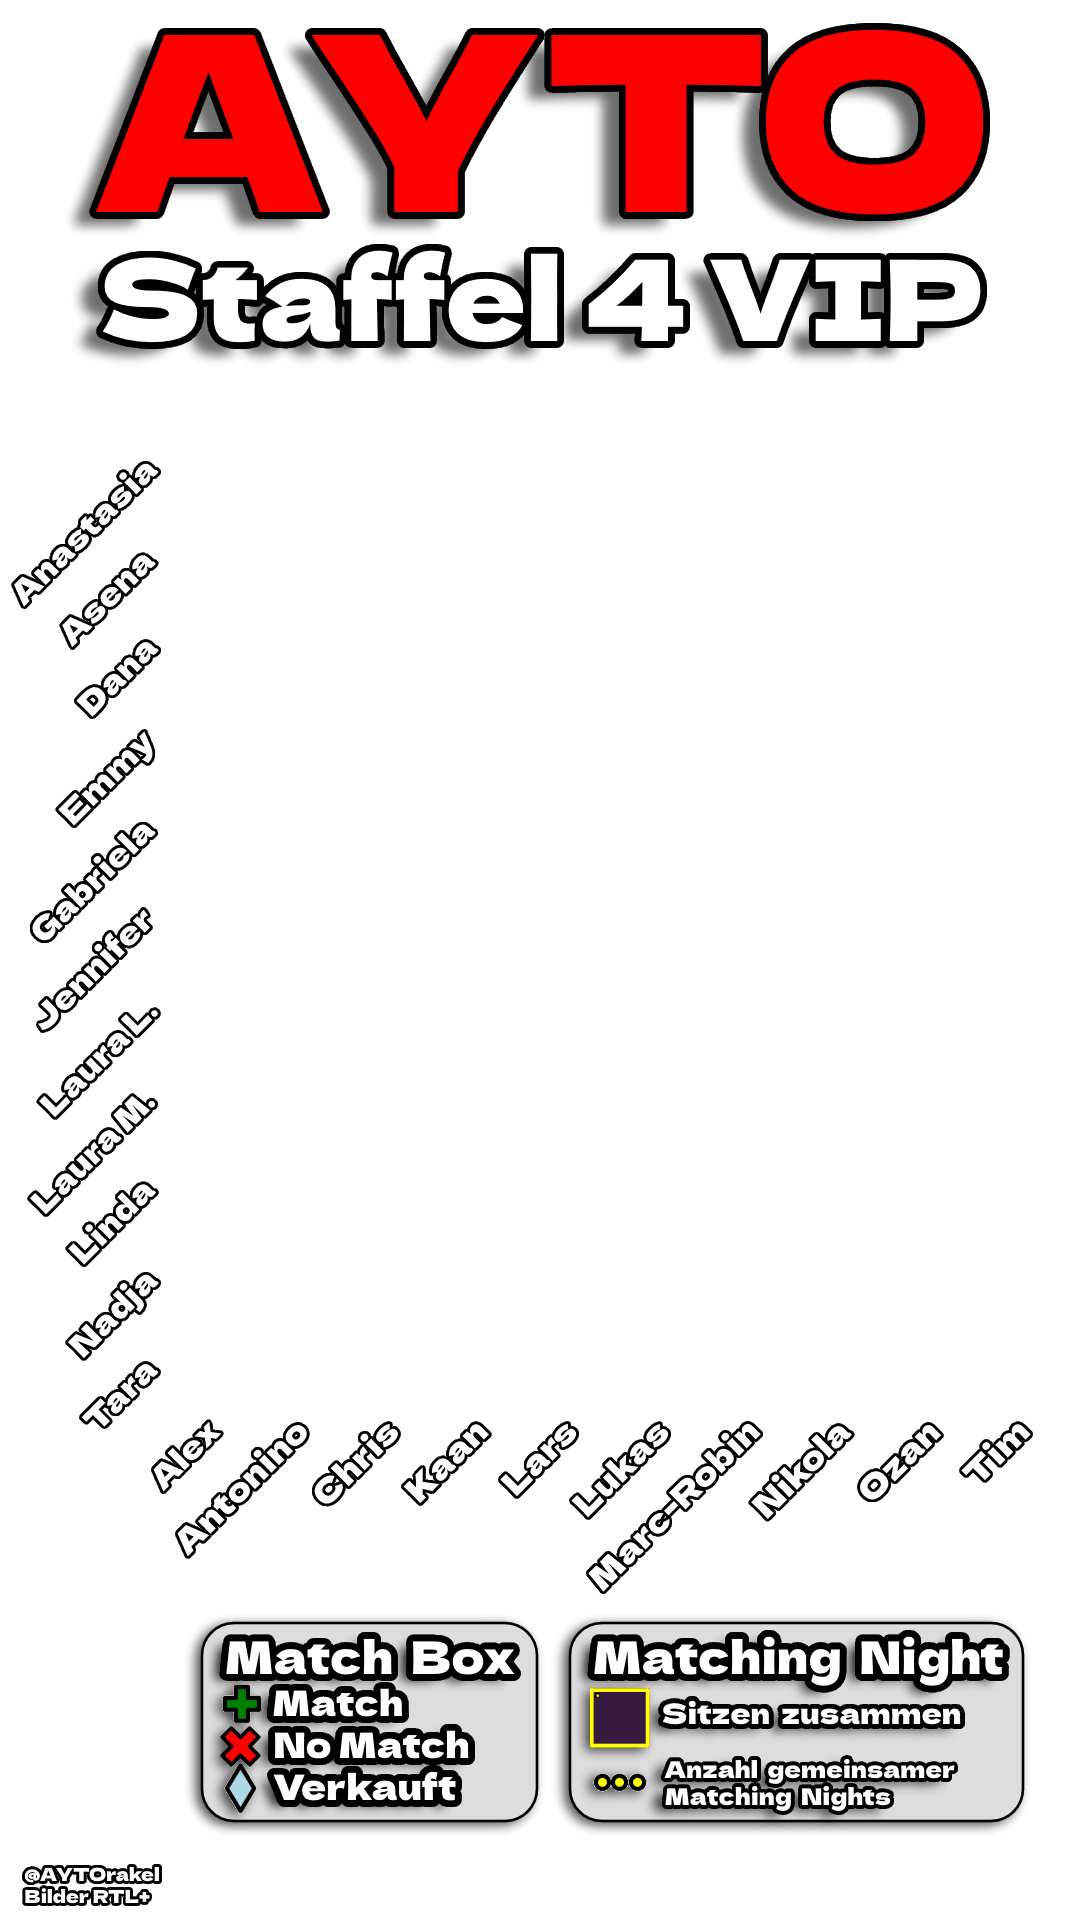 AYTO
Staffel 4 VIP
Anastasia
Asena
Dana
Emmy
Gabriela
Jennifer
Laura L.
Laura M.
Linda
Nadja
Tara
Alex
Antonino
Chris
Kaan
Lars
Lukas
Marc-Robin
Nikola
Ozan
Tim
Match Box
Match
No Match
Verkauft
Matching Night
Sitzen zusammen
Anzahl gemeinsamer
Matching Nights
@AYTOrakel
Bilder RTL+